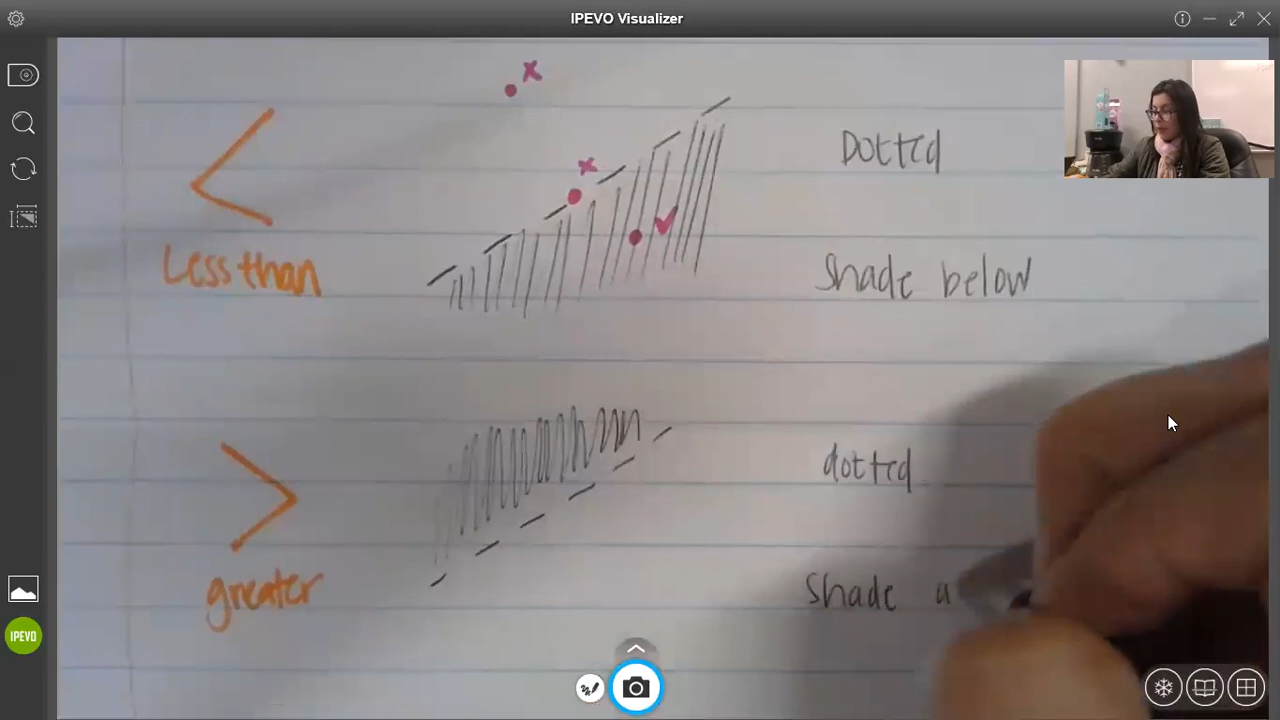 IPEVO Visualizer
<
Dotted
Less than
Shade below
>
dotted
greater
Shade a
IPEVO